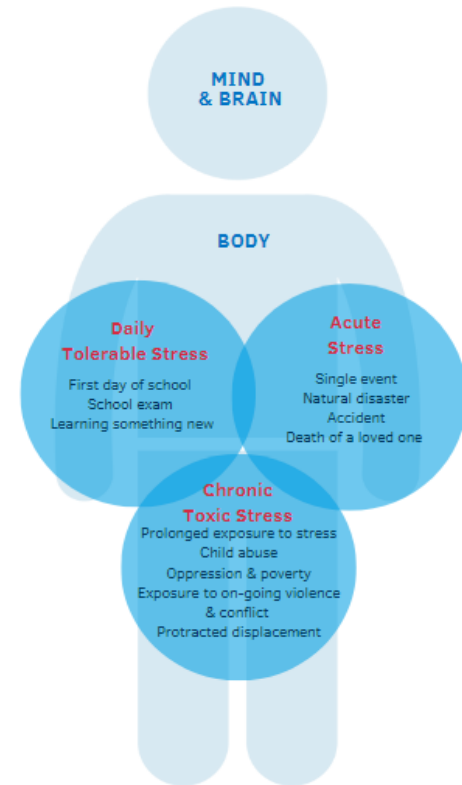 MIND
& BRAIN
BODY
Daily
Tolerable Stress
First day of school
School exam
Learning something new
Acute
Stress
Single event
Natural disaster
Accident
Death of a loved one
Chronic
Toxic Stress
Prolonged exposure to stress
Child abuse
Oppression & poverty
Exposure to on-going violence
& conflict
Protracted displacement